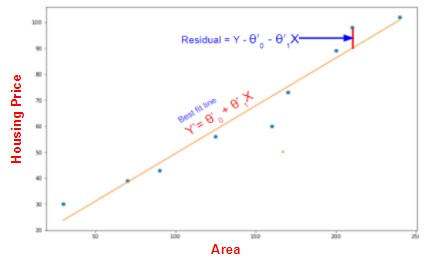 Residual = Y - θ'₀ - θ'₁X
Best fit line
Y' = θ'₀ + θ'₁X
Housing Price
100
90
80
70
60
50
40
30
20
50
100
150
200
250
Area